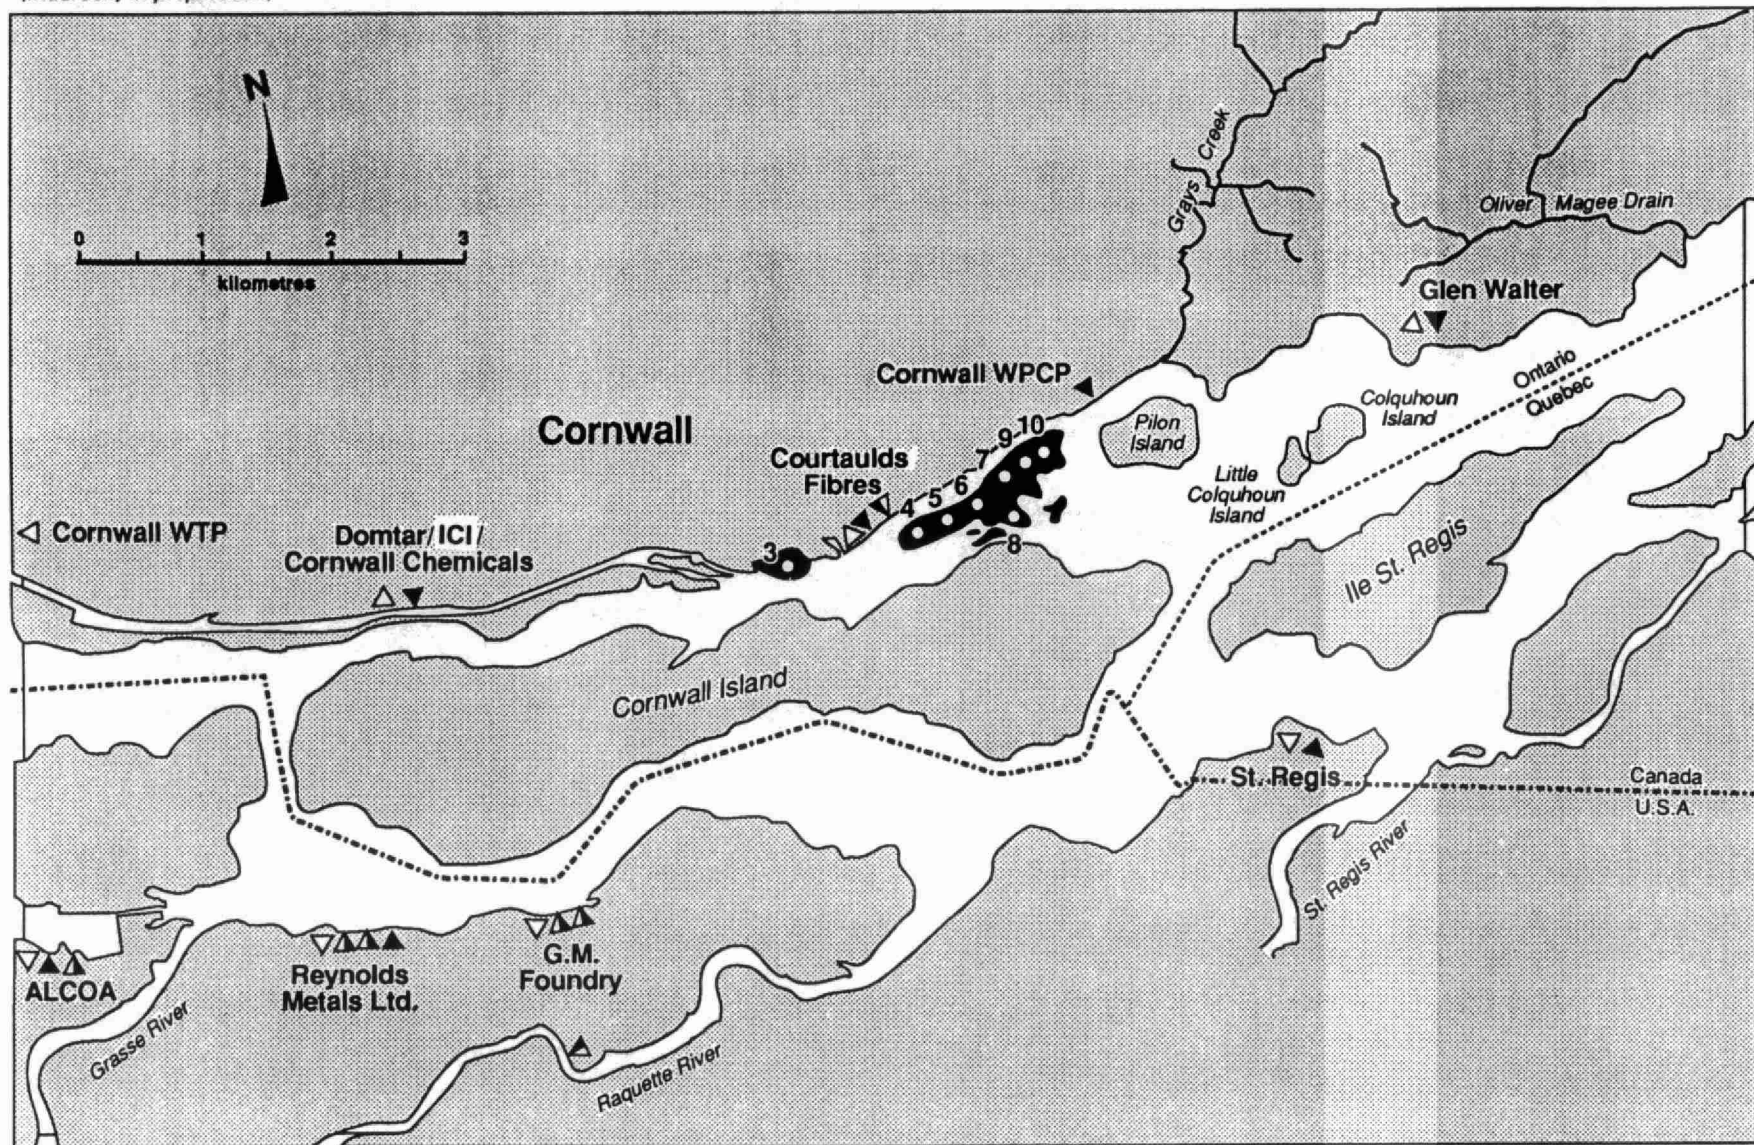 N
0 1 2 3
kilometres
Grays Creek
Oliver Magee Drain
Glen Walter
Cornwall WPCP
Ontario
Quebec
Colquhoun
Island
Pilon
Island
Cornwall
10
9
7
6
5
4
8
3
Courtaulds
Fibres
Little
Colquhoun
Island
Cornwall WTP
Domtar/ICI/
Cornwall Chemicals
Ile St. Regis
Cornwall Island
St. Regis
Canada
U.S.A.
St. Regis River
ALCOA
Reynolds
Metals Ltd.
G.M.
Foundry
Grasse River
Raquette River